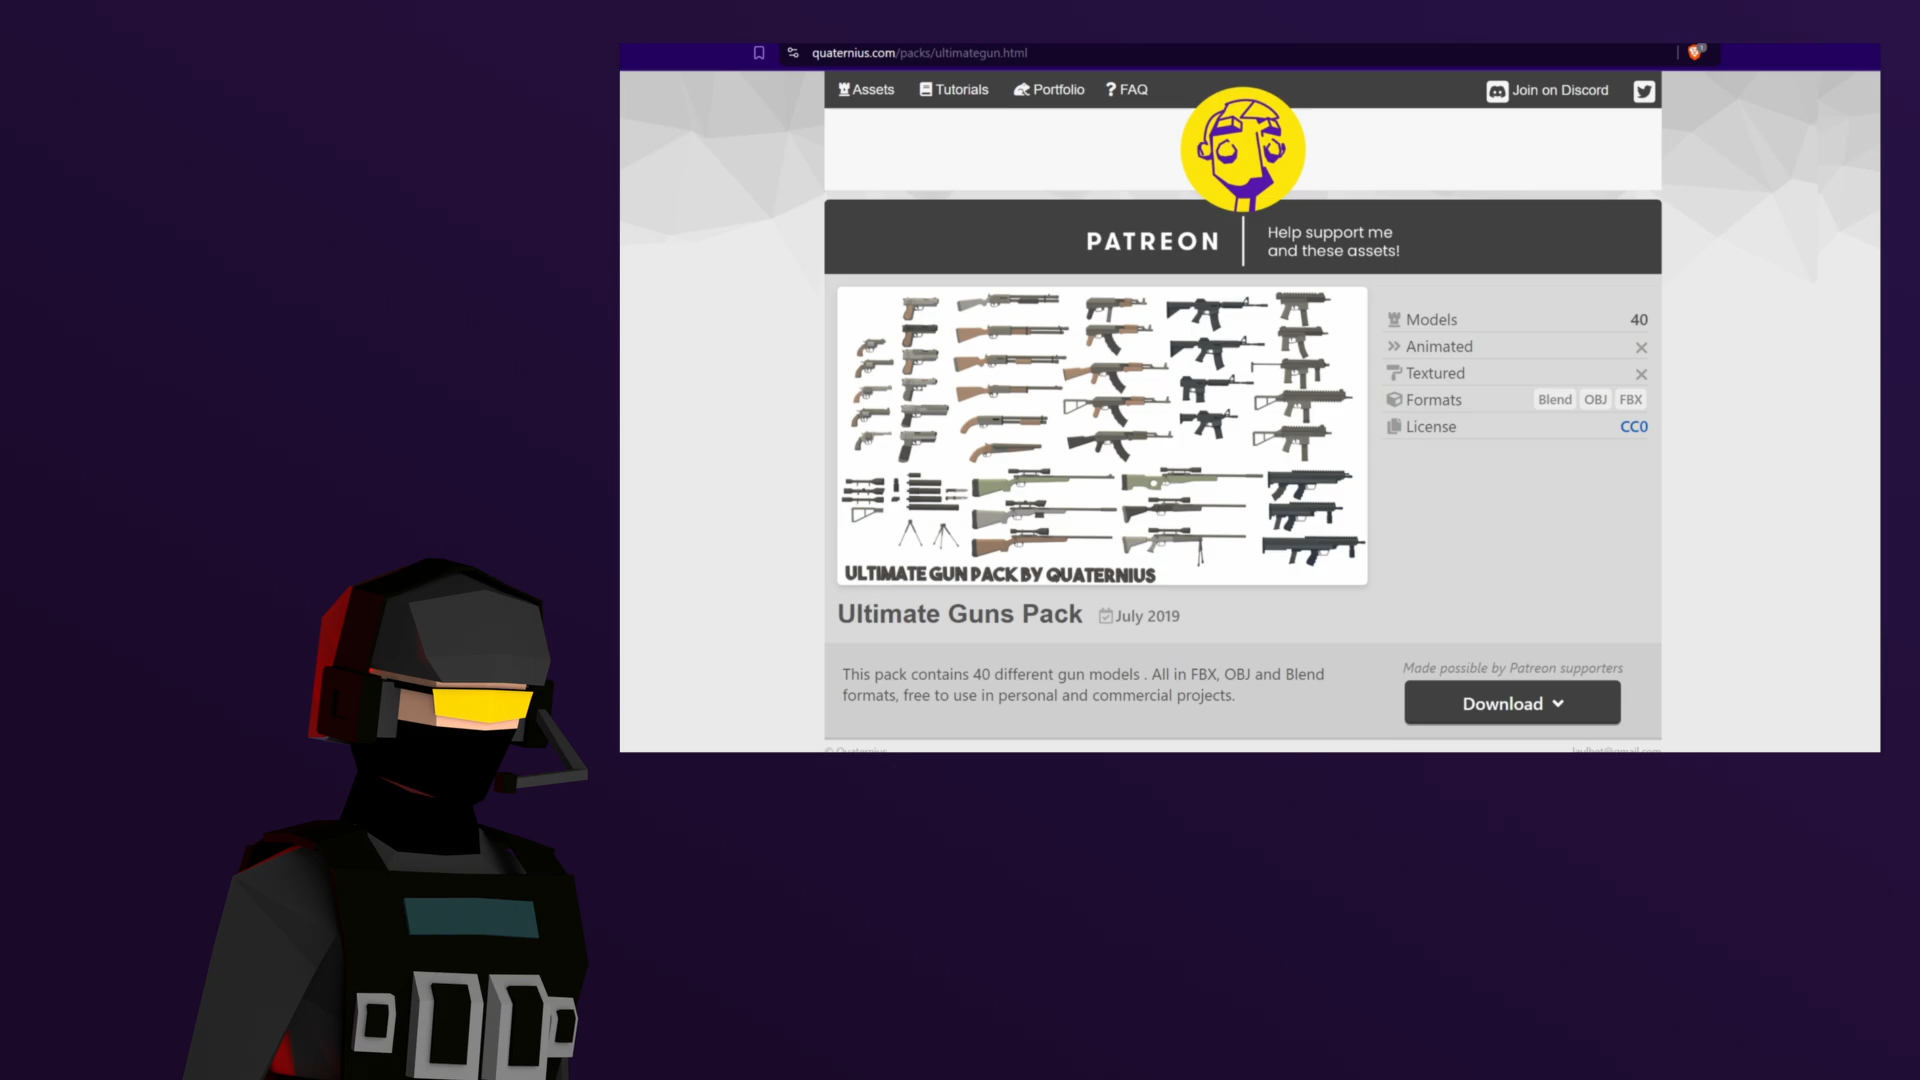 quaternius.com/packs/ultimategun.html
Assets Tutorials Portfolio ? FAQ Join on Discord
PATREON
Help support me
and these assets!
Models 40
Animated
Textured
Formats Blend OBJ FBX
License CC0
ULTIMATE GUN PACK BY QUATERNIUS
Ultimate Guns Pack July 2019
This pack contains 40 different gun models . All in FBX, OBJ and Blend
formats, free to use in personal and commercial projects.
Made possible by Patreon supporters
Download
© Quaternius